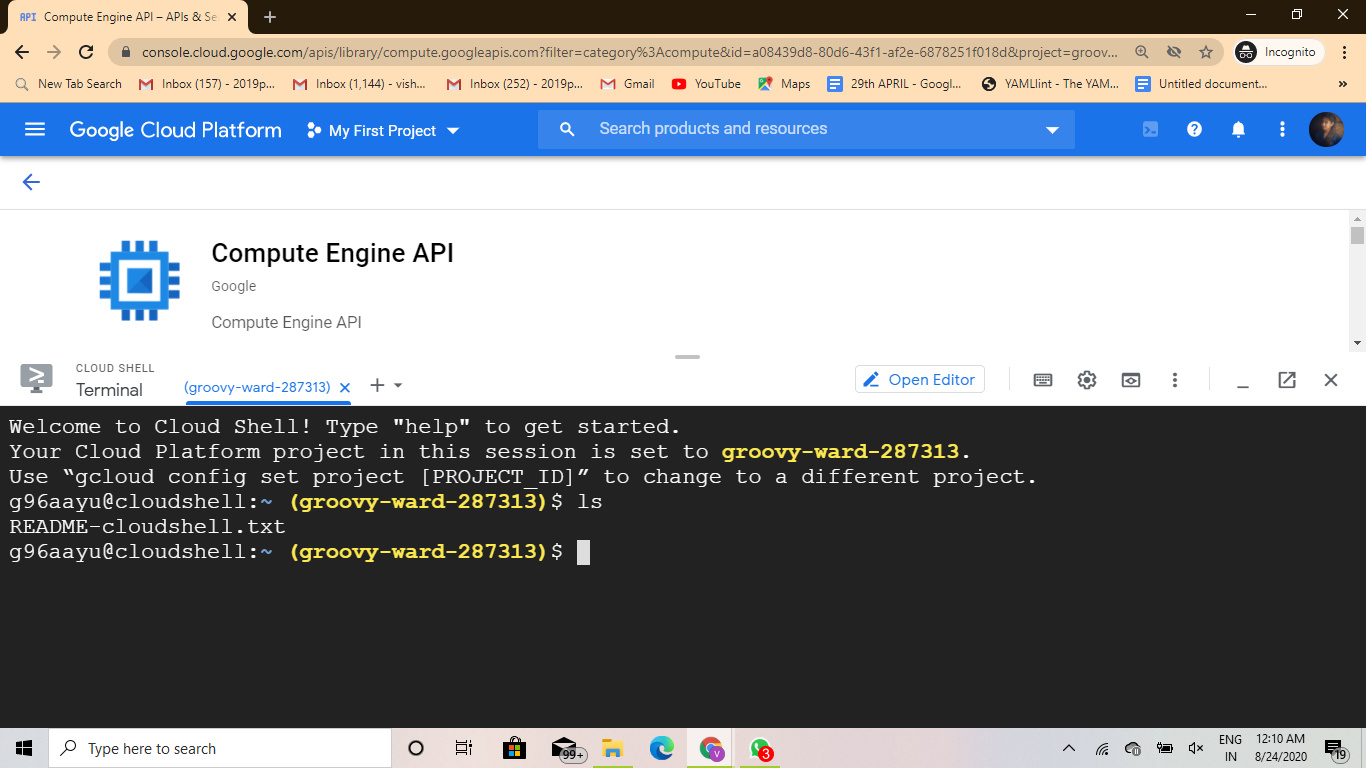 API Compute Engine API – APIs & Se
console.cloud.google.com/apis/library/compute.googleapis.com?filter=category%3Acompute&id=a08439d8-80d6-43f1-af2e-6878251f018d&project=groov...
Incognito
New Tab Search
Inbox (157) - 2019p...
Inbox (1,144) - vish...
Inbox (252) - 2019p...
Gmail
YouTube
Maps
29th APRIL - Googl...
YAMLlint - The YAM...
Untitled document...
»
Google Cloud Platform
My First Project
Search products and resources
Compute Engine API
Google
Compute Engine API
CLOUD SHELL
Terminal
(groovy-ward-287313)
Open Editor
Welcome to Cloud Shell! Type "help" to get started.
Your Cloud Platform project in this session is set to groovy-ward-287313.
Use “gcloud config set project [PROJECT_ID]” to change to a different project.
g96aayu@cloudshell:~ (groovy-ward-287313)$ ls
README-cloudshell.txt
g96aayu@cloudshell:~ (groovy-ward-287313)$
Type here to search
99+
V
3
ENG
IN
12:10 AM
8/24/2020
19